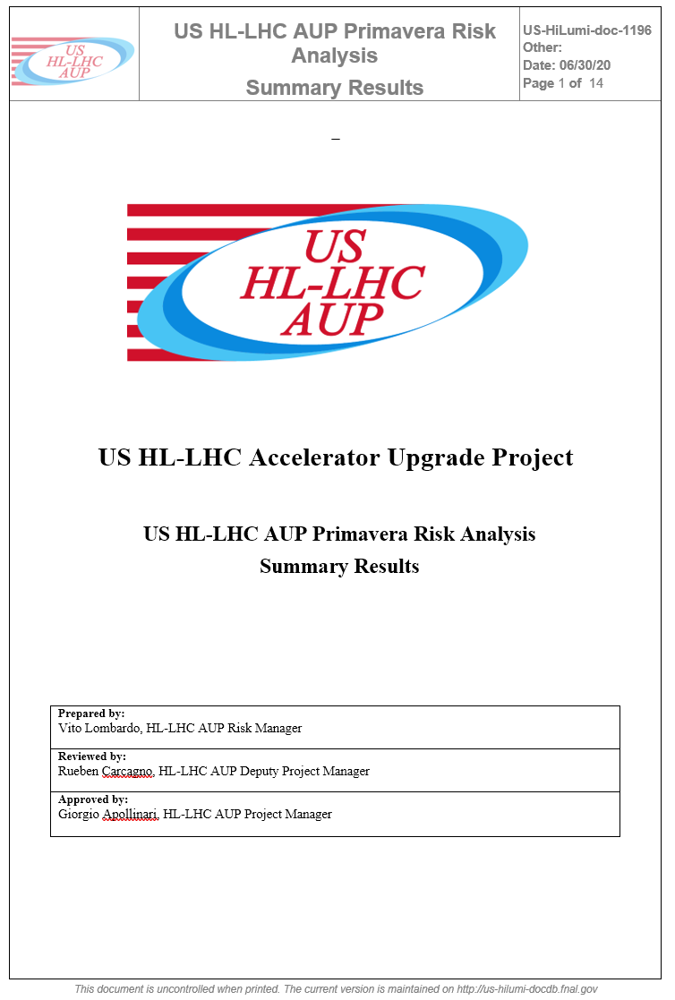 US
HL-LHC
AUP
US HL-LHC AUP Primavera Risk
Analysis
Summary Results
US-HiLumi-doc-1196
Other:
Date: 06/30/20
Page 1 of 14
–
US
HL-LHC
AUP
US HL-LHC Accelerator Upgrade Project
US HL-LHC AUP Primavera Risk Analysis
Summary Results
Prepared by:
Vito Lombardo, HL-LHC AUP Risk Manager
Reviewed by:
Rueben Carcagno, HL-LHC AUP Deputy Project Manager
Approved by:
Giorgio Apollinari, HL-LHC AUP Project Manager
This document is uncontrolled when printed. The current version is maintained on http://us-hilumi-docdb.fnal.gov